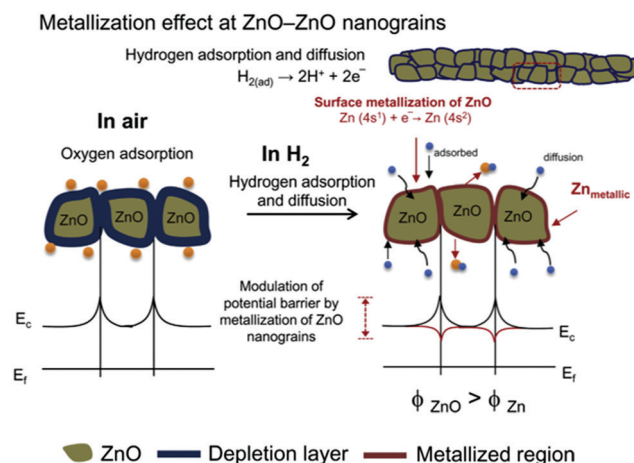 Metallization effect at ZnO–ZnO nanograins
Hydrogen adsorption and diffusion
H2(ad) → 2H⁺ + 2e⁻
Surface metallization of ZnO
Zn (4s¹) + e⁻→ Zn (4s²)
In air
Oxygen adsorption
In H2
Hydrogen adsorption
and diffusion
adsorbed
diffusion
Znmetallic
ZnO
ZnO
ZnO
ZnO
ZnO
ZnO
Modulation of
potential barrier by
metallization of ZnO
nanograins
Ec
Ef
Ec
Ef
ϕ ZnO > ϕ Zn
ZnO
Depletion layer
Metallized region